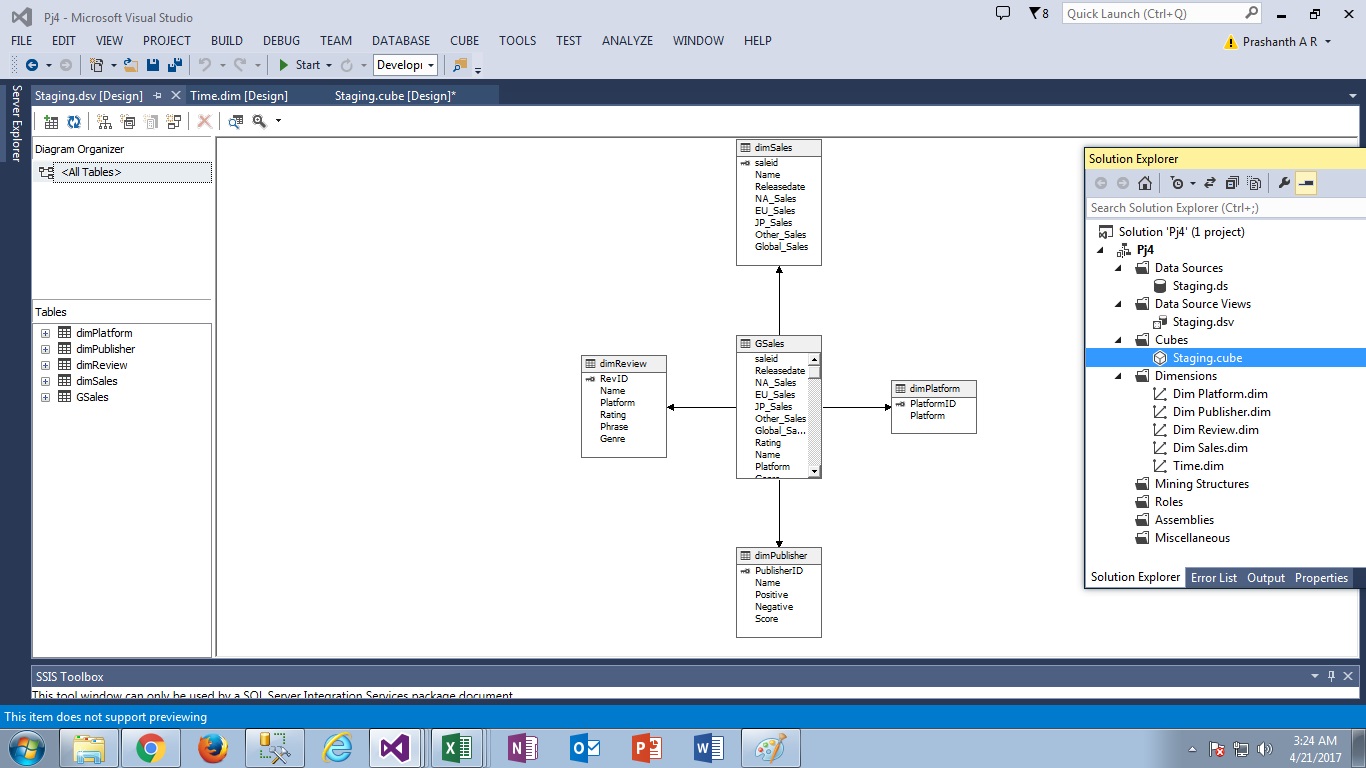 Pj4 - Microsoft Visual Studio
8
Quick Launch (Ctrl+Q)
FILE EDIT VIEW PROJECT BUILD DEBUG TEAM DATABASE CUBE TOOLS TEST ANALYZE WINDOW HELP
Prashanth A R
Start
Develop
Server Explorer
Staging.dsv [Design]
Time.dim [Design]
Staging.cube [Design]*
Diagram Organizer
<All Tables>
Tables
dimPlatform
dimPublisher
dimReview
dimSales
GSales
dimSales
saleid
Name
Releasedate
NA_Sales
EU_Sales
JP_Sales
Other_Sales
Global_Sales
dimReview
RevID
Name
Platform
Rating
Phrase
Genre
GSales
saleid
Releasedate
NA_Sales
EU_Sales
JP_Sales
Other_Sales
Global_Sa...
Rating
Name
Platform
Genre
dimPlatform
PlatformID
Platform
dimPublisher
PublisherID
Name
Positive
Negative
Score
Solution Explorer
Search Solution Explorer (Ctrl+;)
Solution 'Pj4' (1 project)
Pj4
Data Sources
Staging.ds
Data Source Views
Staging.dsv
Cubes
Staging.cube
Dimensions
Dim Platform.dim
Dim Publisher.dim
Dim Review.dim
Dim Sales.dim
Time.dim
Mining Structures
Roles
Assemblies
Miscellaneous
Solution Explorer Error List Output Properties
SSIS Toolbox
This tool window can only be used by a SQL Server Integration Services package document.
This item does not support previewing
3:24 AM
4/21/2017